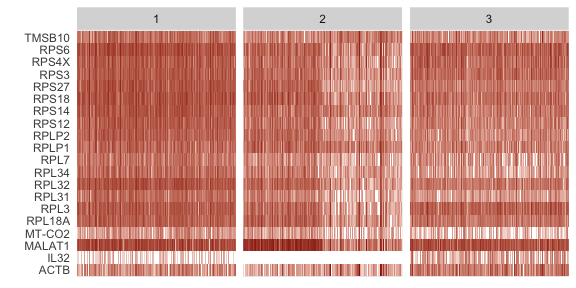 1 2 3
TMSB10
RPS6
RPS4X
RPS3
RPS27
RPS18
RPS14
RPS12
RPLP2
RPLP1
RPL7
RPL34
RPL32
RPL31
RPL3
RPL18A
MT-CO2
MALAT1
IL32
ACTB